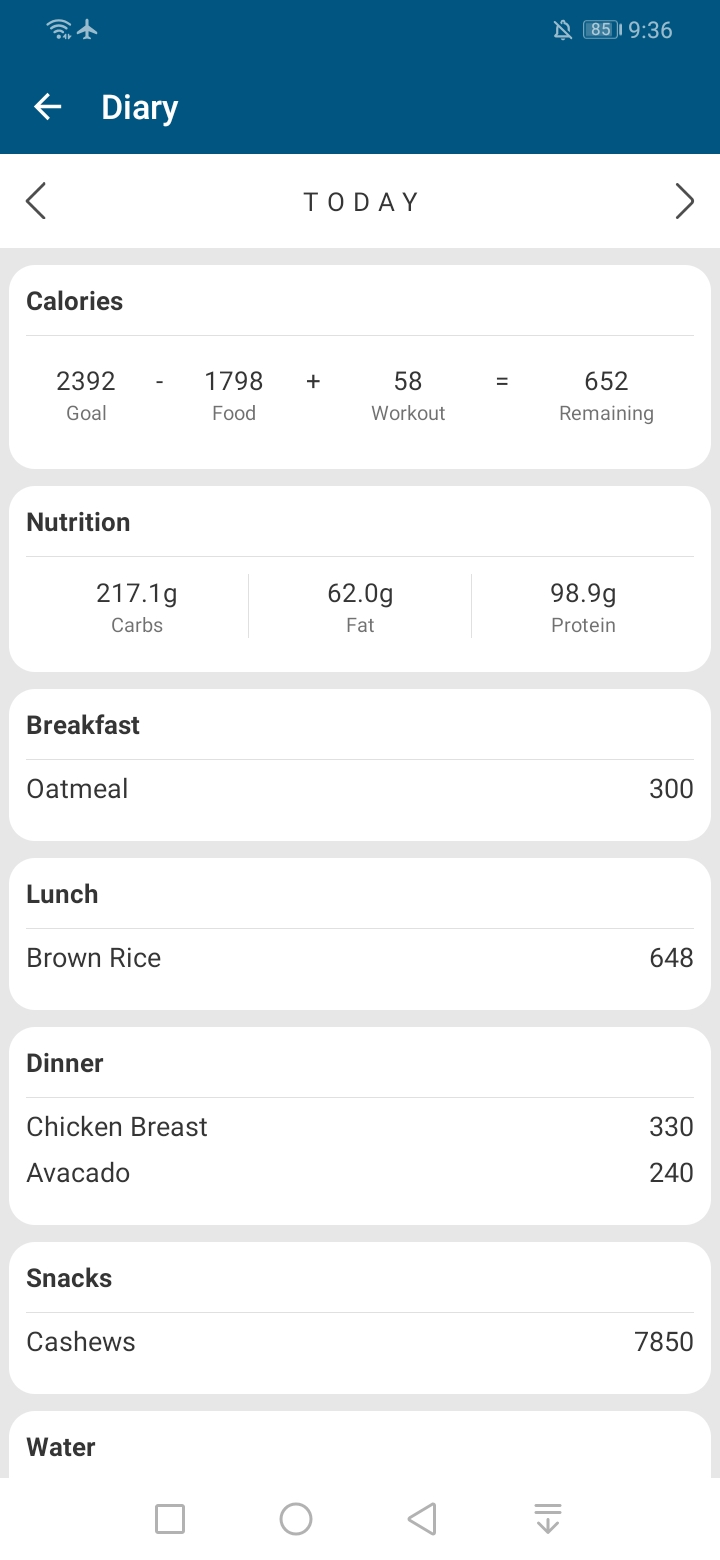 85 9:36
Diary
TODAY
Calories
2392 - 1798 + 58 = 652
Goal Food Workout Remaining
Nutrition
217.1g 62.0g 98.9g
Carbs Fat Protein
Breakfast
Oatmeal 300
Lunch
Brown Rice 648
Dinner
Chicken Breast 330
Avacado 240
Snacks
Cashews 7850
Water